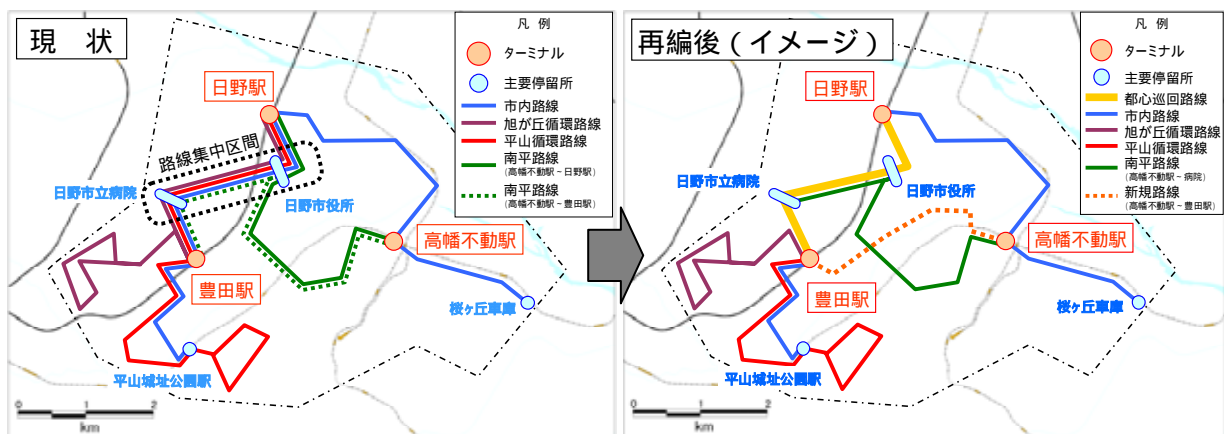 現　状
凡 例
ターミナル
主要停留所
市内路線
旭が丘循環路線
平山循環路線
南平路線
(高幡不動駅～日野駅)
南平路線
(高幡不動駅～豊田駅)
日野駅
路線集中区間
日野市立病院
日野市役所
高幡不動駅
豊田駅
桜ヶ丘車庫
平山城址公園駅
0 1 2
km
再編後（イメージ）
凡 例
ターミナル
主要停留所
都心巡回路線
市内路線
旭が丘循環路線
平山循環路線
南平路線
(高幡不動駅～病院)
新規路線
(高幡不動駅～豊田駅)
日野駅
日野市立病院
日野市役所
高幡不動駅
豊田駅
桜ヶ丘車庫
平山城址公園駅
0 1 2
km